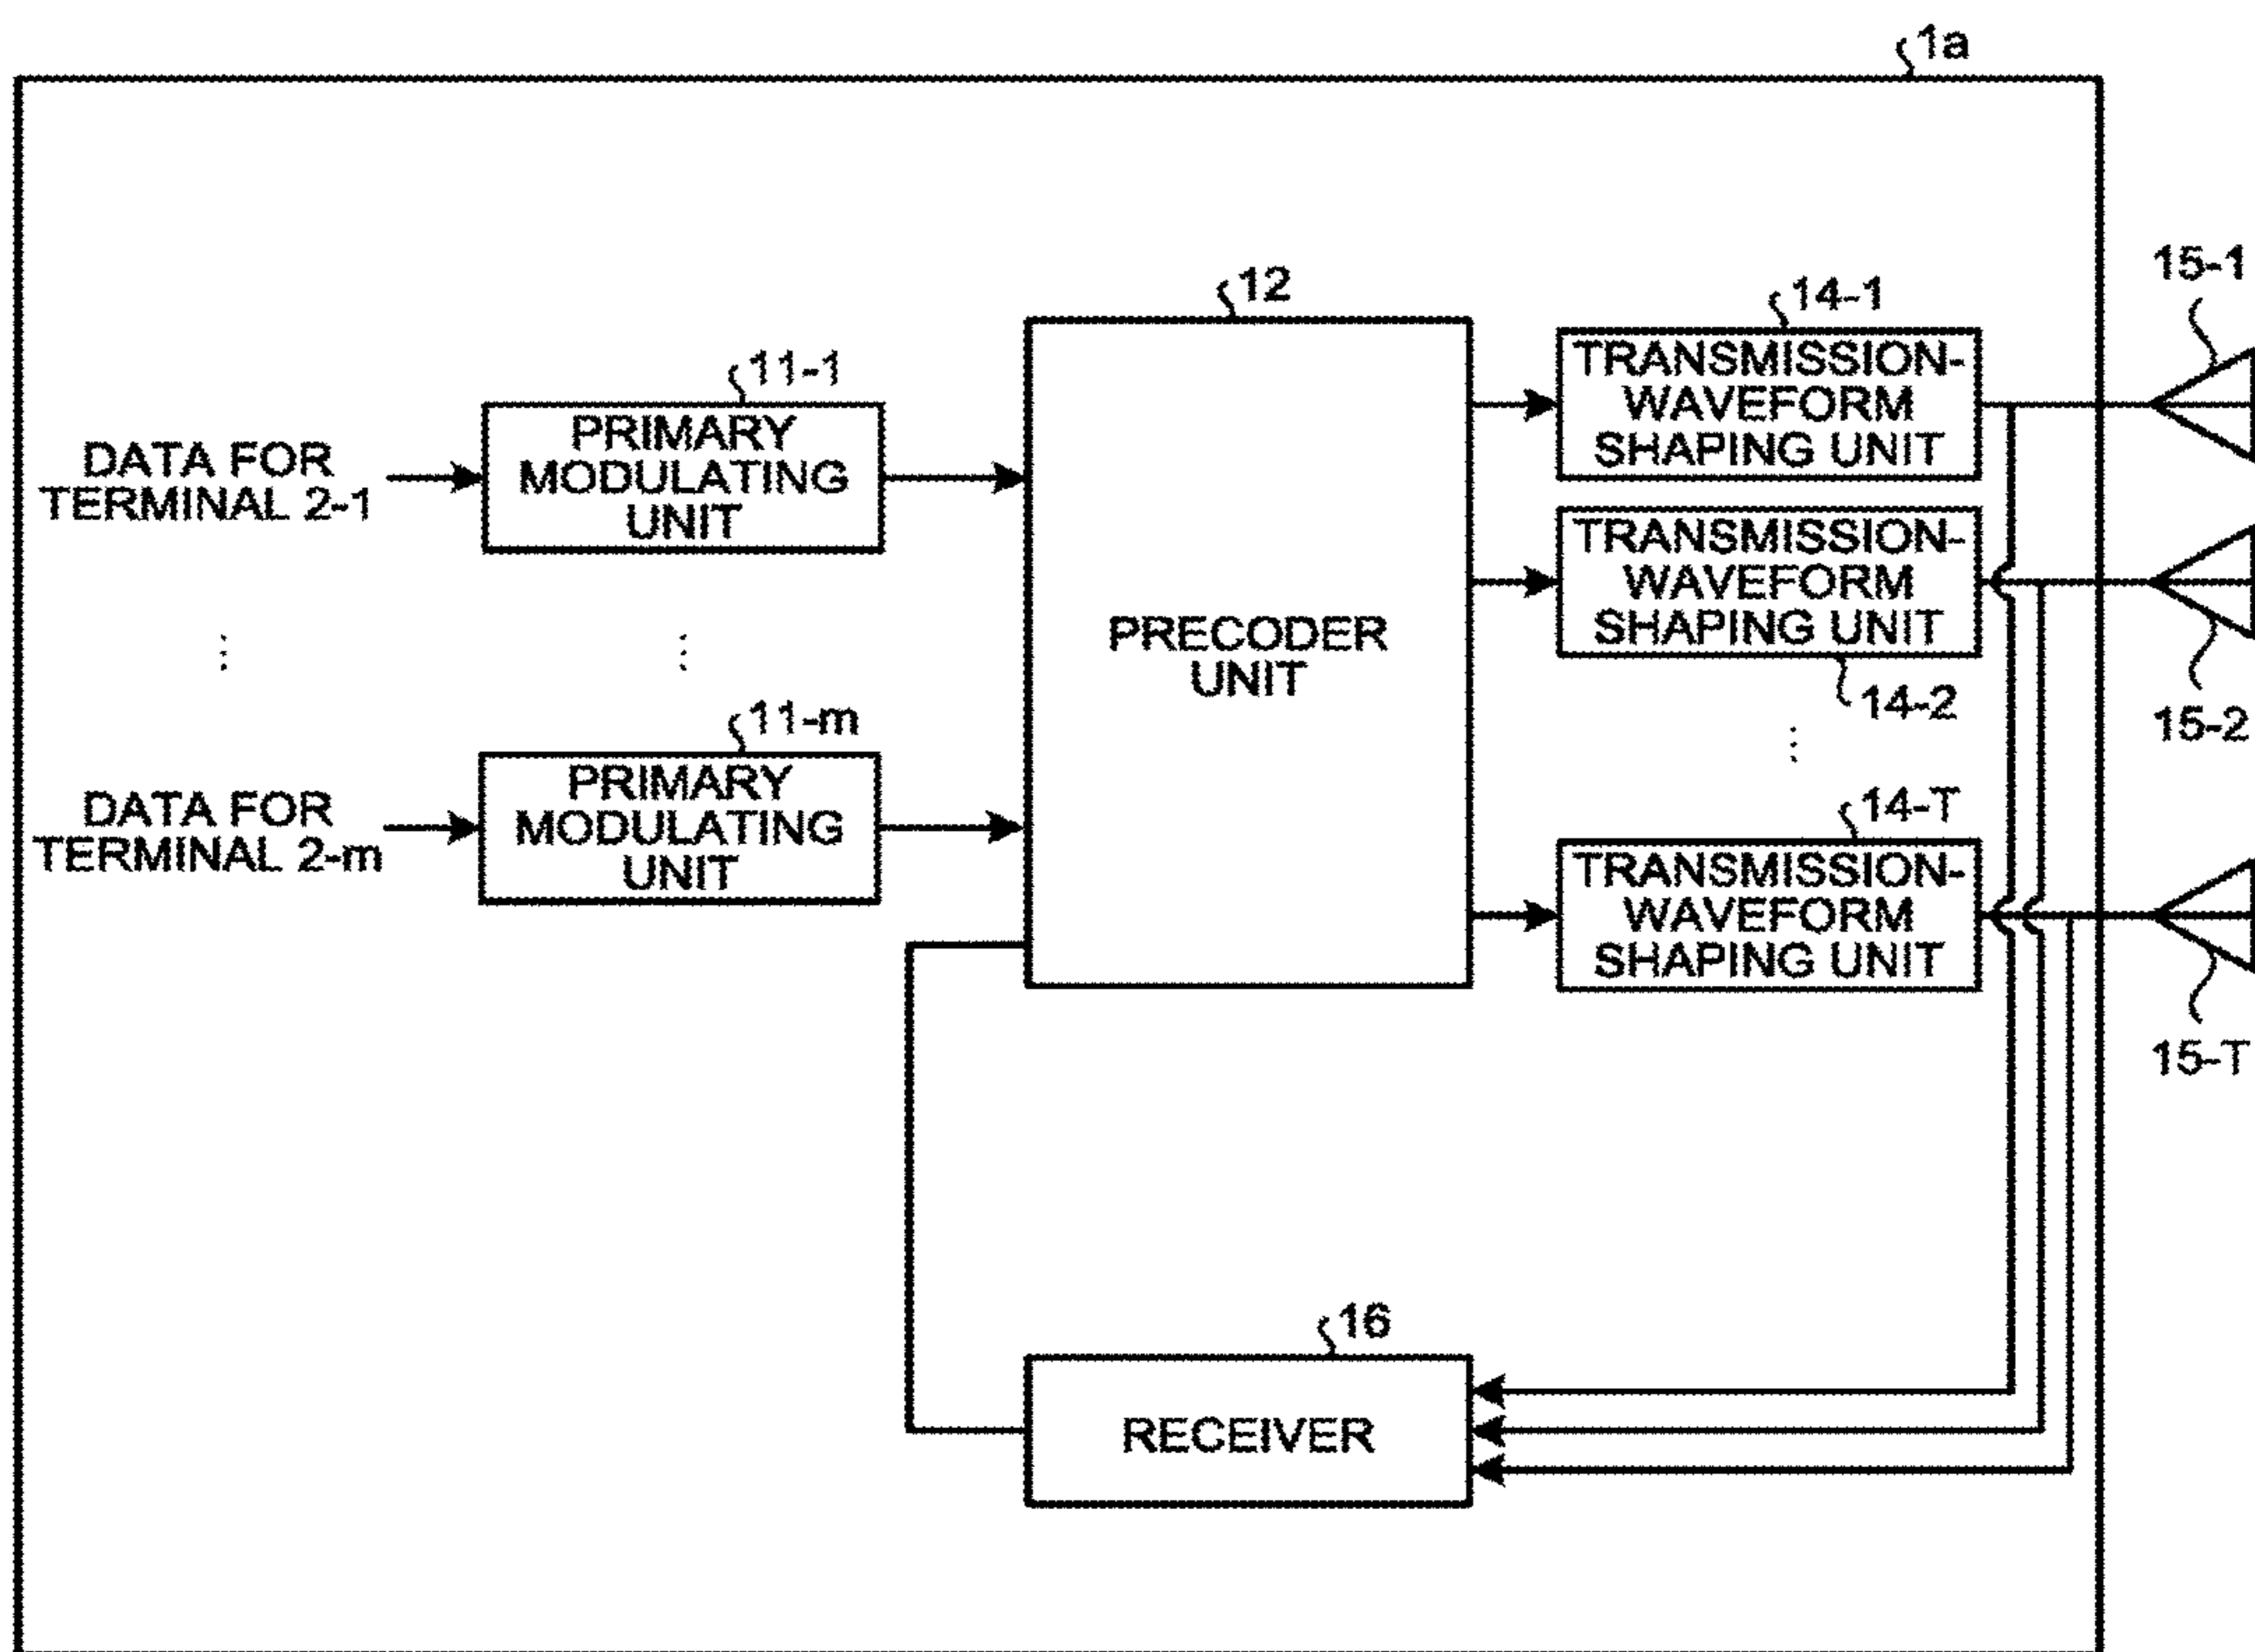 1a
DATA FOR
TERMINAL 2-1
11-1
PRIMARY
MODULATING
UNIT
DATA FOR
TERMINAL 2-m
11-m
PRIMARY
MODULATING
UNIT
12
PRECODER
UNIT
14-1
TRANSMISSION-
WAVEFORM
SHAPING UNIT
TRANSMISSION-
WAVEFORM
SHAPING UNIT
14-2
14-T
TRANSMISSION-
WAVEFORM
SHAPING UNIT
15-1
15-2
15-T
16
RECEIVER